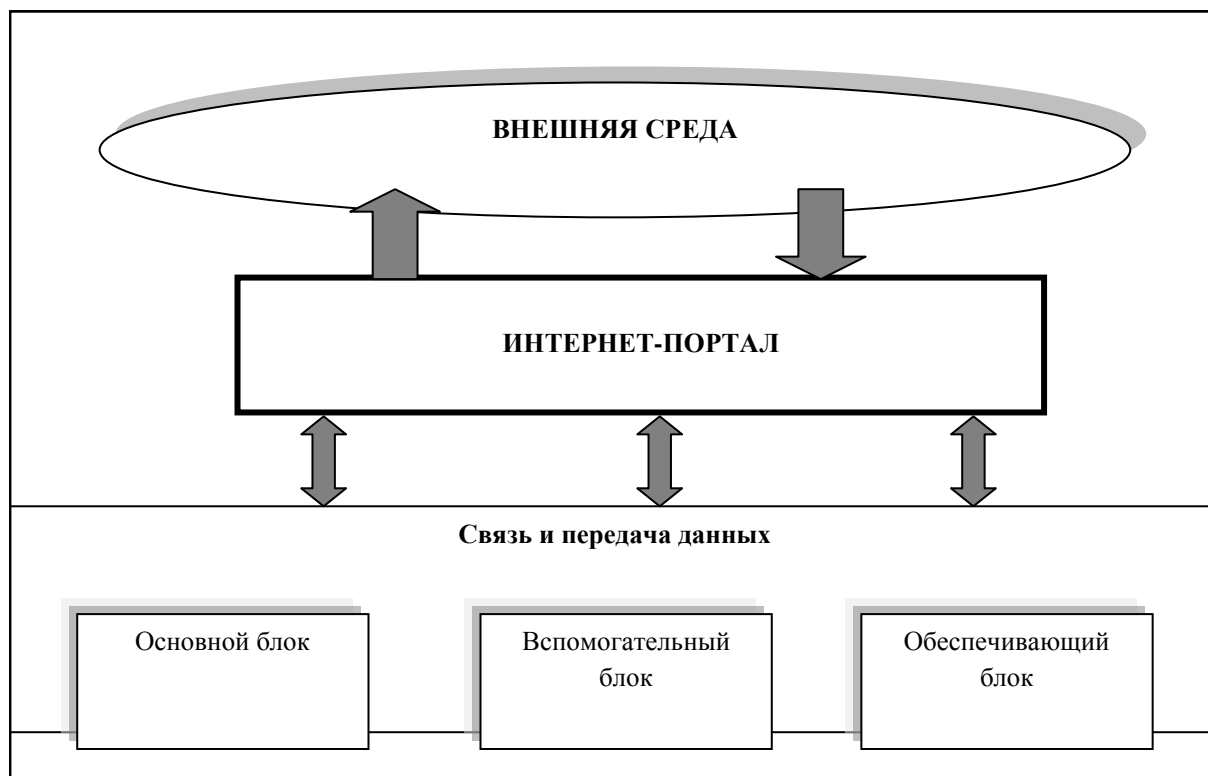 ВНЕШНЯЯ СРЕДА
ИНТЕРНЕТ-ПОРТАЛ
Связь и передача данных
Основной блок
Вспомогательный
блок
Обеспечивающий
блок